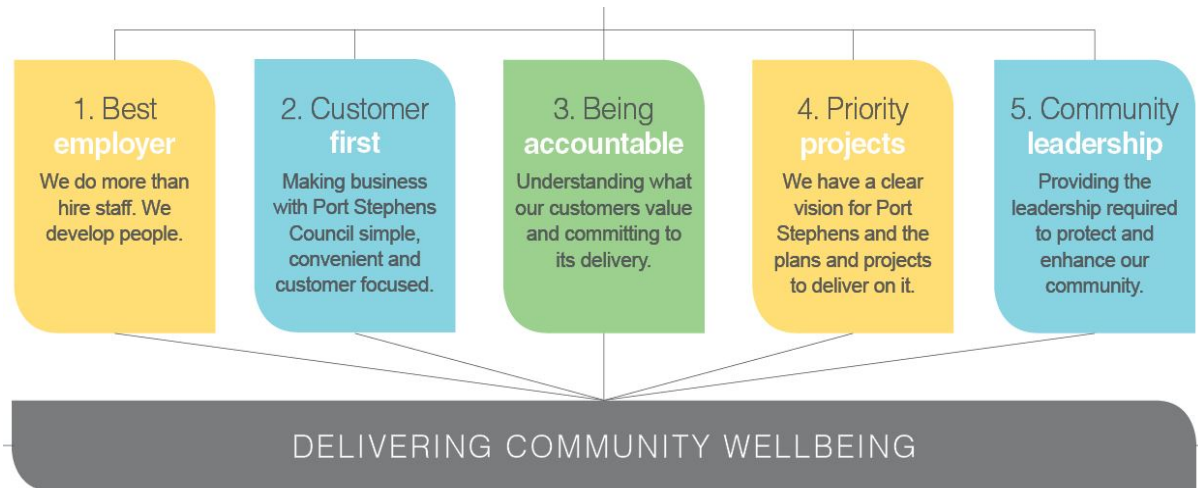 1. Best
employer
We do more than
hire staff. We
develop people.
2. Customer
first
Making business
with Port Stephens
Council simple,
convenient and
customer focused.
3. Being
accountable
Understanding what
our customers value
and committing to
its delivery.
4. Priority
projects
We have a clear
vision for Port
Stephens and the
plans and projects
to deliver on it.
5. Community
leadership
Providing the
leadership required
to protect and
enhance our
community.
DELIVERING COMMUNITY WELLBEING